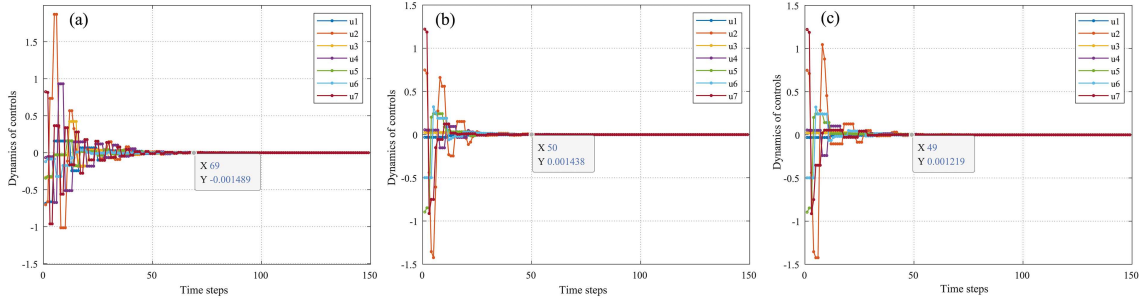 (a)
Dynamics of controls
1.5
1
0.5
0
-0.5
-1
-1.5
0
50
100
150
Time steps
u1
u2
u3
u4
u5
u6
u7
X 69
Y -0.001489
(b)
Dynamics of controls
1.5
1
0.5
0
-0.5
-1
-1.5
0
50
100
150
Time steps
u1
u2
u3
u4
u5
u6
u7
X 50
Y 0.001438
(c)
Dynamics of controls
1.5
1
0.5
0
-0.5
-1
-1.5
0
50
100
150
Time steps
u1
u2
u3
u4
u5
u6
u7
X 49
Y 0.001219